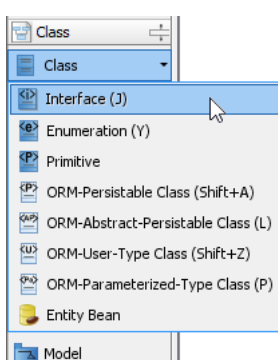 Class
Class
Interface (J)
Enumeration (Y)
Primitive
ORM-Persistable Class (Shift+A)
ORM-Abstract-Persistable Class (L)
ORM-User-Type Class (Shift+Z)
ORM-Parameterized-Type Class (P)
Entity Bean
Model